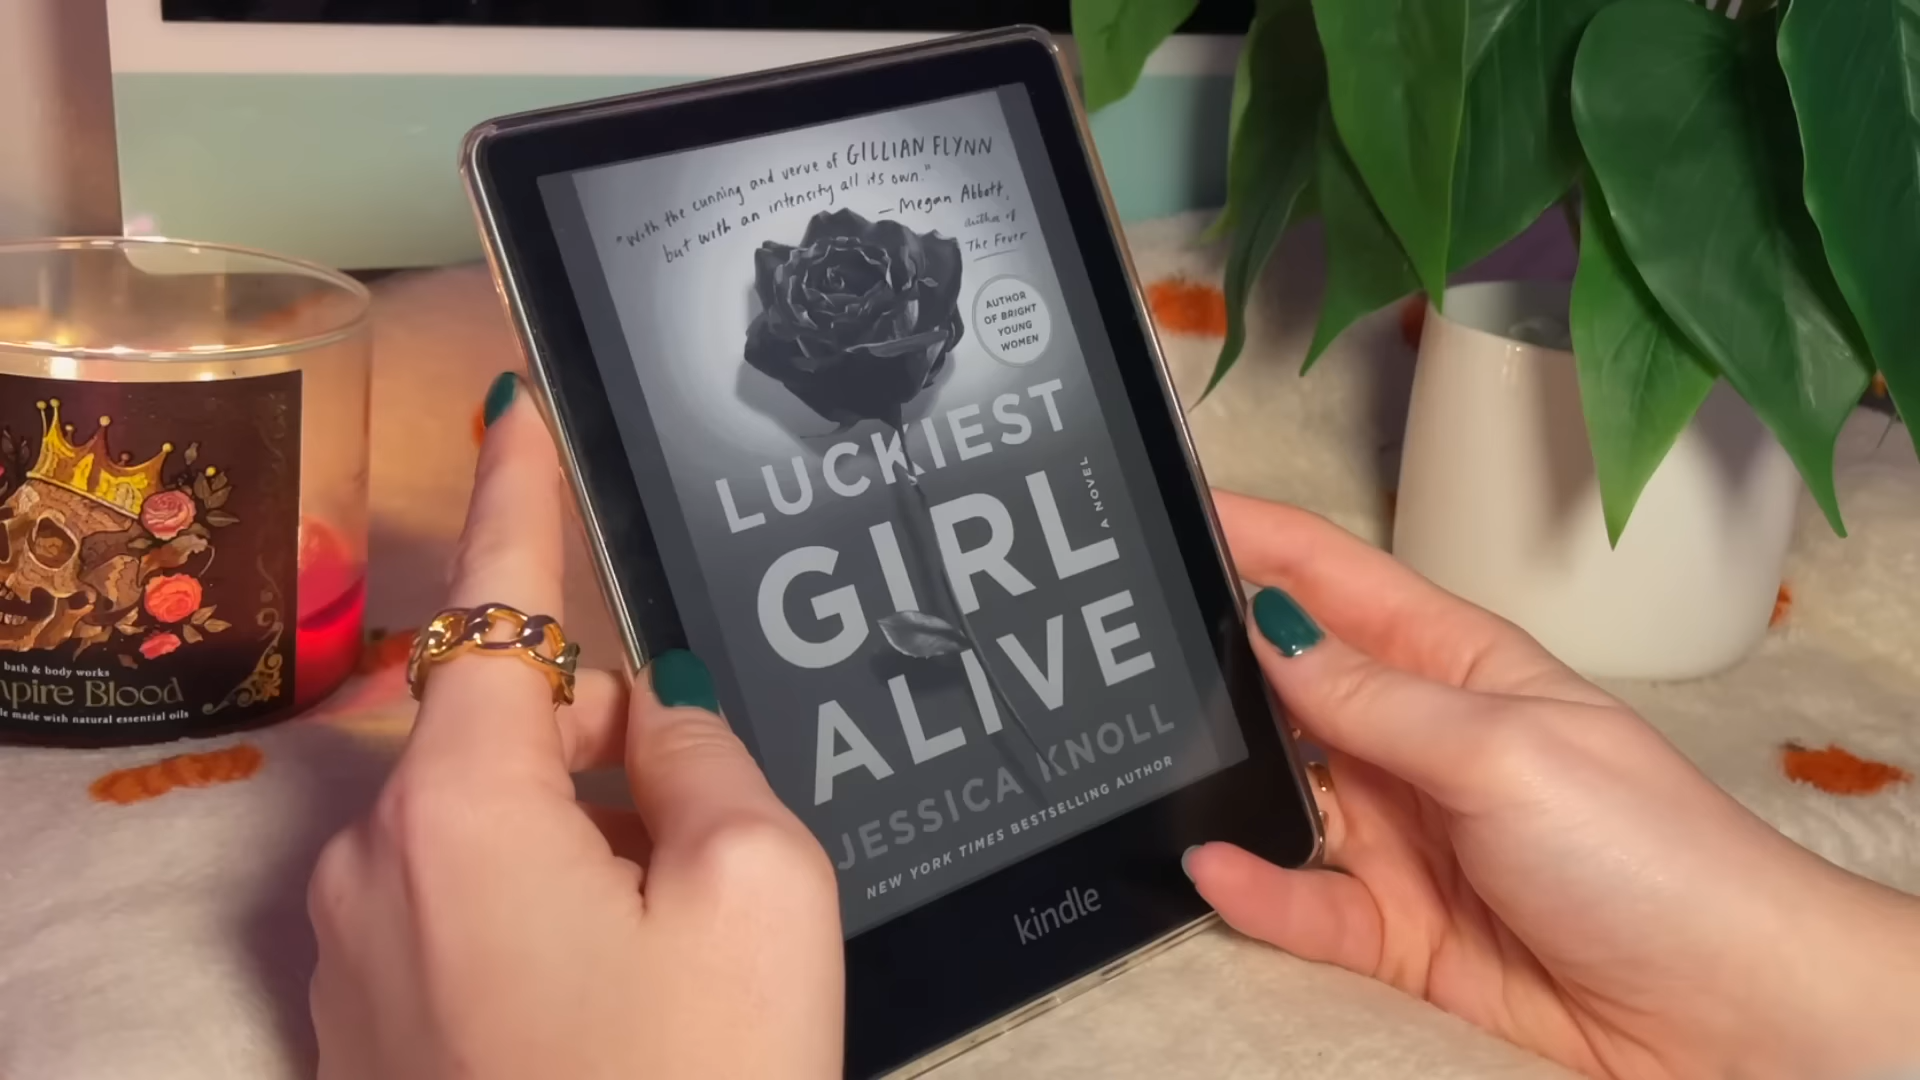 "With the cunning and verve of GILLIAN FLYNN
but with an intensity all its own."
— Megan Abbott,
author of
The Fever
AUTHOR
OF BRIGHT
YOUNG
WOMEN
LUCKIEST
GIRL
A NOVEL
ALIVE
JESSICA KNOLL
NEW YORK TIMES BESTSELLING AUTHOR
kindle
bath & body works
mpire Blood
le made with natural essential oils